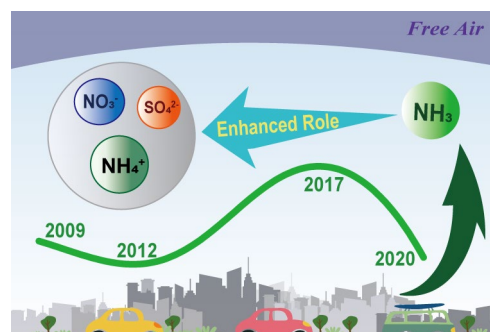 Free Air
NO₃⁻
SO₄²⁻
NH₃
Enhanced Role
NH₄⁺
2017
2009
2012
2020